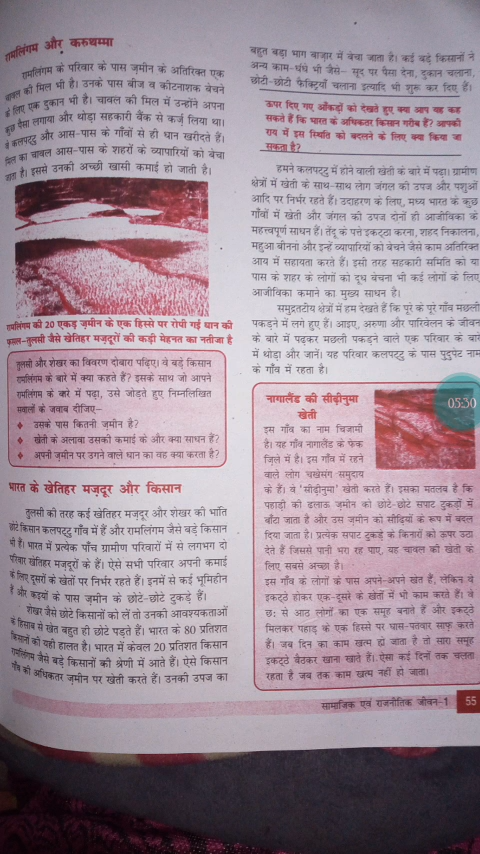 रामलिंगम और करुथम्मा
रामलिंगम के परिवार के पास ज़मीन के अतिरिक्त एक
चावल की मिल भी है। उनके पास बीज व कीटनाशक बेचने
के लिए एक दुकान भी है। चावल की मिल में उन्होंने अपना
कुछ पैसा लगाया और थोड़ा सरकारी बैंक से कर्ज़ लिया था।
वे कलपट्टु और आस-पास के गाँवों से ही धान खरीदते हैं।
मिल का चावल आस-पास के शहरों के व्यापारियों को बेचा
जाता है। इससे उनकी अच्छी खासी कमाई हो जाती है।
रामलिंगम की 20 एकड़ ज़मीन के एक हिस्से पर रोपी गई धान की
फ़सल–तुलसी जैसे खेतिहर मज़दूरों की कड़ी मेहनत का नतीजा है
तुलसी और शेखर का विवरण दोबारा पढ़िए। वे बड़े किसान
रामलिंगम के बारे में क्या कहते हैं? इसके साथ जो आपने
रामलिंगम के बारे में पढ़ा, उसे जोड़ते हुए निम्नलिखित
सवालों के जवाब दीजिए–
❖ उसके पास कितनी ज़मीन है?
❖ खेती के अलावा उसकी कमाई के और क्या साधन हैं?
❖ अपनी ज़मीन पर उगने वाले धान का वह क्या करता है?
भारत के खेतिहर मज़दूर और किसान
तुलसी की तरह कई खेतिहर मज़दूर और शेखर की भांति
छोटे किसान कलपट्टु गाँव में हैं और रामलिंगम जैसे बड़े किसान
भी हैं। भारत में प्रत्येक पाँच ग्रामीण परिवारों में से लगभग दो
परिवार खेतिहर मज़दूरों के हैं। ऐसे सभी परिवार अपनी कमाई
के लिए दूसरों के खेतों पर निर्भर रहते हैं। इनमें से कई भूमिहीन
हैं और कइयों के पास ज़मीन के छोटे-छोटे टुकड़े हैं।
शेखर जैसे छोटे किसानों को लें तो उनकी आवश्यकताओं
के हिसाब से खेत बहुत ही छोटे पड़ते हैं। भारत के 80 प्रतिशत
किसानों की यही हालत है। भारत में केवल 20 प्रतिशत किसान
रामलिंगम जैसे बड़े किसानों की श्रेणी में आते हैं। ऐसे किसान
गाँव की अधिकतर ज़मीन पर खेती करते हैं। उनकी उपज का
बहुत बड़ा भाग बाज़ार में बेचा जाता है। कई बड़े किसानों ने
अन्य काम-धंधे भी जैसे– सूद पर पैसा देना, दुकान चलाना,
छोटी-छोटी फैक्ट्रियाँ चलाना इत्यादि भी शुरू कर दिए हैं।
ऊपर दिए गए आँकड़ों को देखते हुए क्या आप यह कह
सकते हैं कि भारत के अधिकतर किसान गरीब हैं? आपकी
राय में इस स्थिति को बदलने के लिए क्या किया जा
सकता है?
हमने कलपट्टु में होने वाली खेती के बारे में पढ़ा। ग्रामीण
क्षेत्रों में खेती के साथ-साथ लोग जंगल की उपज और पशुओं
आदि पर निर्भर रहते हैं। उदाहरण के लिए, मध्य भारत के कुछ
गाँवों में खेती और जंगल की उपज दोनों ही आजीविका के
महत्त्वपूर्ण साधन हैं। तेंदू के पत्ते इकट्ठा करना, शहद निकालना,
महुआ बीनना और इन्हें व्यापारियों को बेचने जैसे काम अतिरिक्त
आय में सहायता करते हैं। इसी तरह सहकारी समिति को या
पास के शहर के लोगों को दूध बेचना भी कई लोगों के लिए
आजीविका कमाने का मुख्य साधन है।
समुद्रतटीय क्षेत्रों में हम देखते हैं कि पूरे के पूरे गाँव मछली
पकड़ने में लगे हुए हैं। आइए, अरुणा और पारिवेलन के जीवन
के बारे में पढ़कर मछली पकड़ने वाले एक परिवार के बारे
में थोड़ा और जानें। यह परिवार कलपट्टु के पास पुदुपेट नाम
के गाँव में रहता है।
नागालैंड की सीढ़ीनुमा
खेती
05:30
इस गाँव का नाम चिज़ामी
है। यह गाँव नागालैंड के फेक
ज़िले में है। इस गाँव में रहने
वाले लोग चखेसंग समुदाय
के हैं। वे 'सीढ़ीनुमा' खेती करते हैं। इसका मतलब है कि
पहाड़ी की ढलाऊ ज़मीन को छोटे-छोटे सपाट टुकड़ों में
बाँटा जाता है और उस ज़मीन को सीढ़ियों के रूप में बदल
दिया जाता है। प्रत्येक सपाट टुकड़े के किनारों को ऊपर उठा
देते हैं जिससे पानी भरा रह पाए, यह चावल की खेती के
लिए सबसे अच्छा है।
इस गाँव के लोगों के पास अपने-अपने खेत हैं, लेकिन वे
इकट्ठे होकर एक-दूसरे के खेतों में भी काम करते हैं। वे
छ: से आठ लोगों का एक समूह बनाते हैं और इकट्ठे
मिलकर पहाड़ के एक हिस्से पर घास-पतवार साफ़ करते
हैं। जब दिन का काम खत्म हो जाता है तो सारा समूह
इकट्ठे बैठकर खाना खाते हैं। ऐसा कई दिनों तक चलता
रहता है जब तक काम खत्म नहीं हो जाता।
सामाजिक एवं राजनीतिक जीवन–1 55